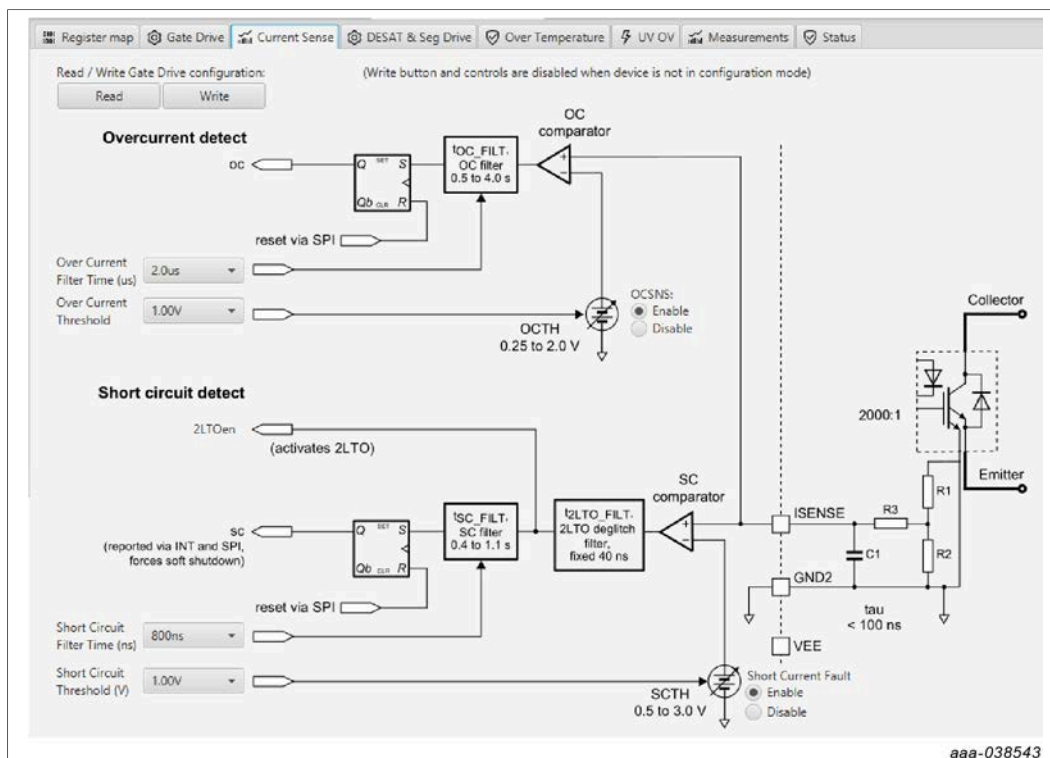 Register map
Gate Drive
Current Sense
DESAT & Seg Drive
Over Temperature
UV OV
Measurements
Status
Read / Write Gate Drive configuration:
(Write button and controls are disabled when device is not in configuration mode)
Read
Write
Overcurrent detect
OC
comparator
OC
Q SET S
Qb CLR R
tOC_FILT,
OC filter
0.5 to 4.0 s
+
−
reset via SPI
Over Current
Filter Time (us)
2.0us
Over Current
Threshold
1.00V
OCTH
0.25 to 2.0 V
OCSNS:
Enable
Disable
Collector
2000:1
Emitter
Short circuit detect
2LTOen
(activates 2LTO)
SC
comparator
SC
(reported via INT and SPI,
forces soft shutdown)
Q SET S
Qb CLR R
tSC_FILT,
SC filter
0.4 to 1.1 s
t2LTO_FILT,
2LTO deglitch
filter,
fixed 40 ns
+
−
ISENSE
R3
R1
R2
C1
GND2
tau
< 100 ns
VEE
reset via SPI
Short Circuit
Filter Time (ns)
800ns
Short Circuit
Threshold (V)
1.00V
SCTH
0.5 to 3.0 V
Short Current Fault
Enable
Disable
aaa-038543